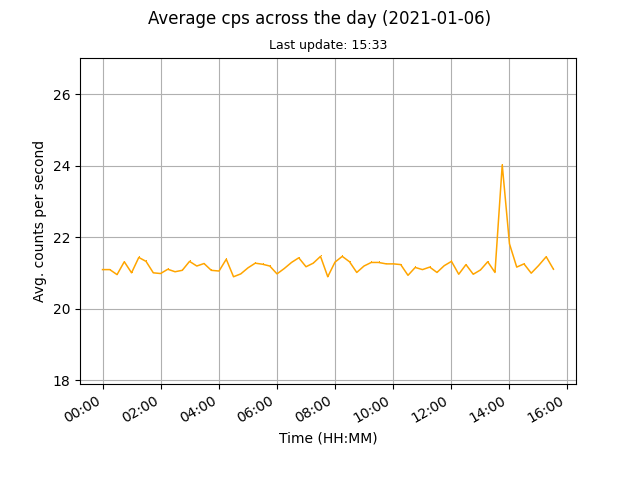 Average cps across the day (2021-01-06)
Last update: 15:33
26
24
22
20
18
Avg. counts per second
00:00 02:00 04:00 06:00 08:00 10:00 12:00 14:00 16:00
Time (HH:MM)